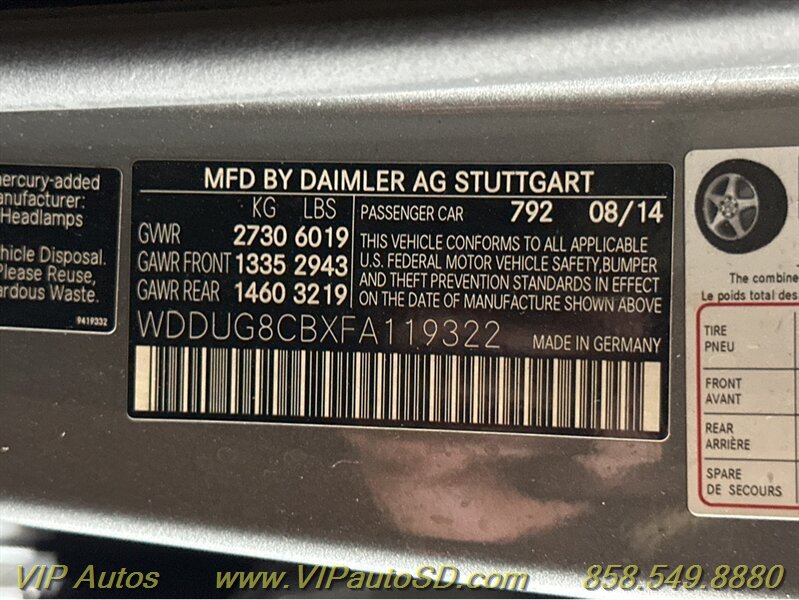 ercury-added
anufacturer:
Headlamps
hicle Disposal.
Please Reuse,
ardous Waste.
9419332
MFD BY DAIMLER AG STUTTGART
KG LBS
GVWR 2730 6019
GAWR FRONT 1335 2943
GAWR REAR 1460 3219
PASSENGER CAR 792 08/14
THIS VEHICLE CONFORMS TO ALL APPLICABLE
U.S. FEDERAL MOTOR VEHICLE SAFETY, BUMPER
AND THEFT PREVENTION STANDARDS IN EFFECT
ON THE DATE OF MANUFACTURE SHOWN ABOVE
WDDUG8CBXFA119322 MADE IN GERMANY
The combine
Le poids total des
TIRE
PNEU
FRONT
AVANT
REAR
ARRIÈRE
SPARE
DE SECOURS
VIP Autos www.VIPautoSD.com 858.549.8880